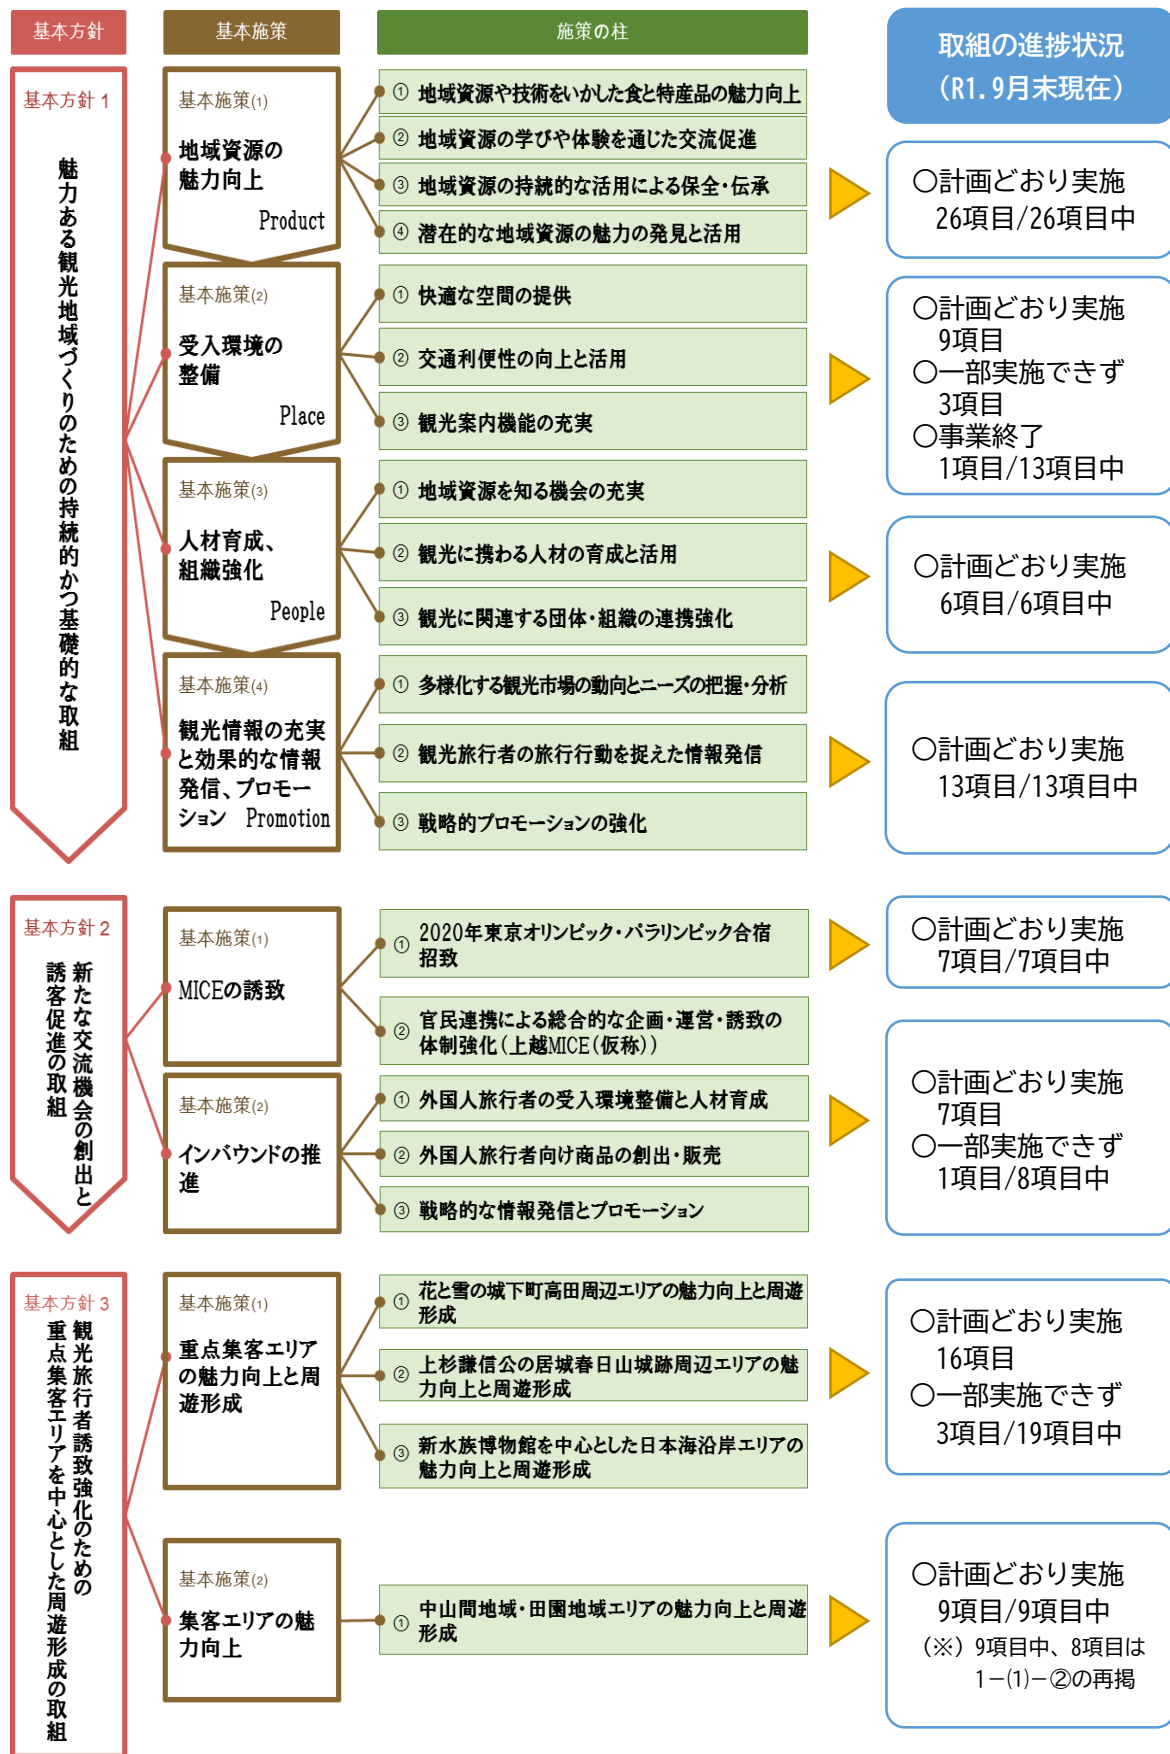 基本方針
基本施策
施策の柱
取組の進捗状況
（R1.9月末現在）
基本方針 1
魅力ある観光地域づくりのための持続的かつ基礎的な取組
基本施策(1)
地域資源の
魅力向上
Product
① 地域資源や技術をいかした食と特産品の魅力向上
② 地域資源の学びや体験を通じた交流促進
③ 地域資源の持続的な活用による保全・伝承
④ 潜在的な地域資源の魅力の発見と活用
〇計画どおり実施
26項目/26項目中
基本施策(2)
受入環境の
整備
Place
① 快適な空間の提供
② 交通利便性の向上と活用
③ 観光案内機能の充実
〇計画どおり実施
9項目
〇一部実施できず
3項目
〇事業終了
1項目/13項目中
基本施策(3)
人材育成、
組織強化
People
① 地域資源を知る機会の充実
② 観光に携わる人材の育成と活用
③ 観光に関連する団体・組織の連携強化
〇計画どおり実施
6項目/6項目中
基本施策(4)
観光情報の充実
と効果的な情報
発信、プロモー
ション Promotion
① 多様化する観光市場の動向とニーズの把握・分析
② 観光旅行者の旅行行動を捉えた情報発信
③ 戦略的プロモーションの強化
〇計画どおり実施
13項目/13項目中
基本方針 2
新たな交流機会の創出と
誘客促進の取組
基本施策(1)
MICEの誘致
① 2020年東京オリンピック・パラリンピック合宿
招致
② 官民連携による総合的な企画・運営・誘致の
体制強化（上越MICE（仮称））
〇計画どおり実施
7項目/7項目中
基本施策(2)
インバウンドの推
進
① 外国人旅行者の受入環境整備と人材育成
② 外国人旅行者向け商品の創出・販売
③ 戦略的な情報発信とプロモーション
〇計画どおり実施
7項目
〇一部実施できず
1項目/8項目中
基本方針 3
観光旅行者誘致強化のための
重点集客エリアを中心とした周遊形成の取組
基本施策(1)
重点集客エリア
の魅力向上と周
遊形成
① 花と雪の城下町高田周辺エリアの魅力向上と周遊
形成
② 上杉謙信公の居城春日山城跡周辺エリアの魅
力向上と周遊形成
③ 新水族博物館を中心とした日本海沿岸エリアの
魅力向上と周遊形成
〇計画どおり実施
16項目
〇一部実施できず
3項目/19項目中
基本施策(2)
集客エリアの魅
力向上
① 中山間地域・田園地域エリアの魅力向上と周遊
形成
〇計画どおり実施
9項目/9項目中
（※）9項目中、8項目は
1－(1)－②の再掲